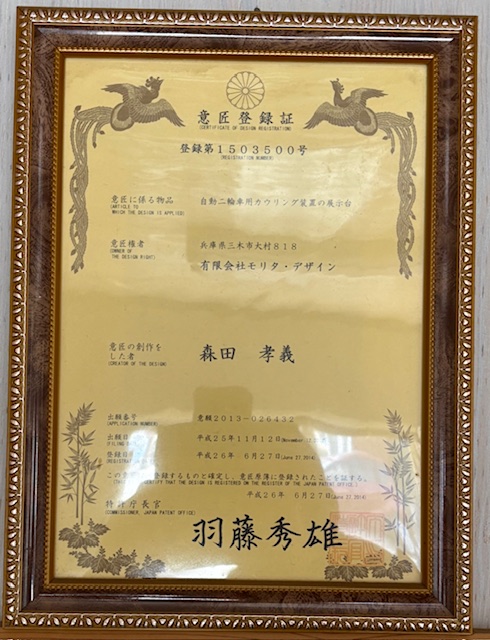 意匠登録証
(CERTIFICATE OF DESIGN REGISTRATION)
登録第1503500号
(REGISTRATION NUMBER)
意匠に係る物品
(ARTICLE TO
WHICH THE DESIGN IS APPLIED)
自動二輪車用カウリング装置の展示台
意匠権者
(OWNER OF
THE DESIGN RIGHT)
兵庫県三木市大村818
有限会社モリタ・デザイン
意匠の創作を
した者
(CREATOR OF THE DESIGN)
森田 孝義
出願番号
(APPLICATION NUMBER)
意願2013-026432
出願日
(FILING
平成25年11月12日(November 12,2013)
登録日
(REGISTRATION
平成26年 6月27日(June 27,2014)
この意匠 登録するものと確定し、意匠原簿に登録されたことを証する。
(THIS IS TO CERTIFY THAT THE DESIGN IS REGISTERED ON THE REGISTER OF THE JAPAN PATENT OFFICE.)
平成26年 6月27日(June 27,2014)
特許庁長官
(COMMISSIONER, JAPAN PATENT OFFICE)
羽藤秀雄